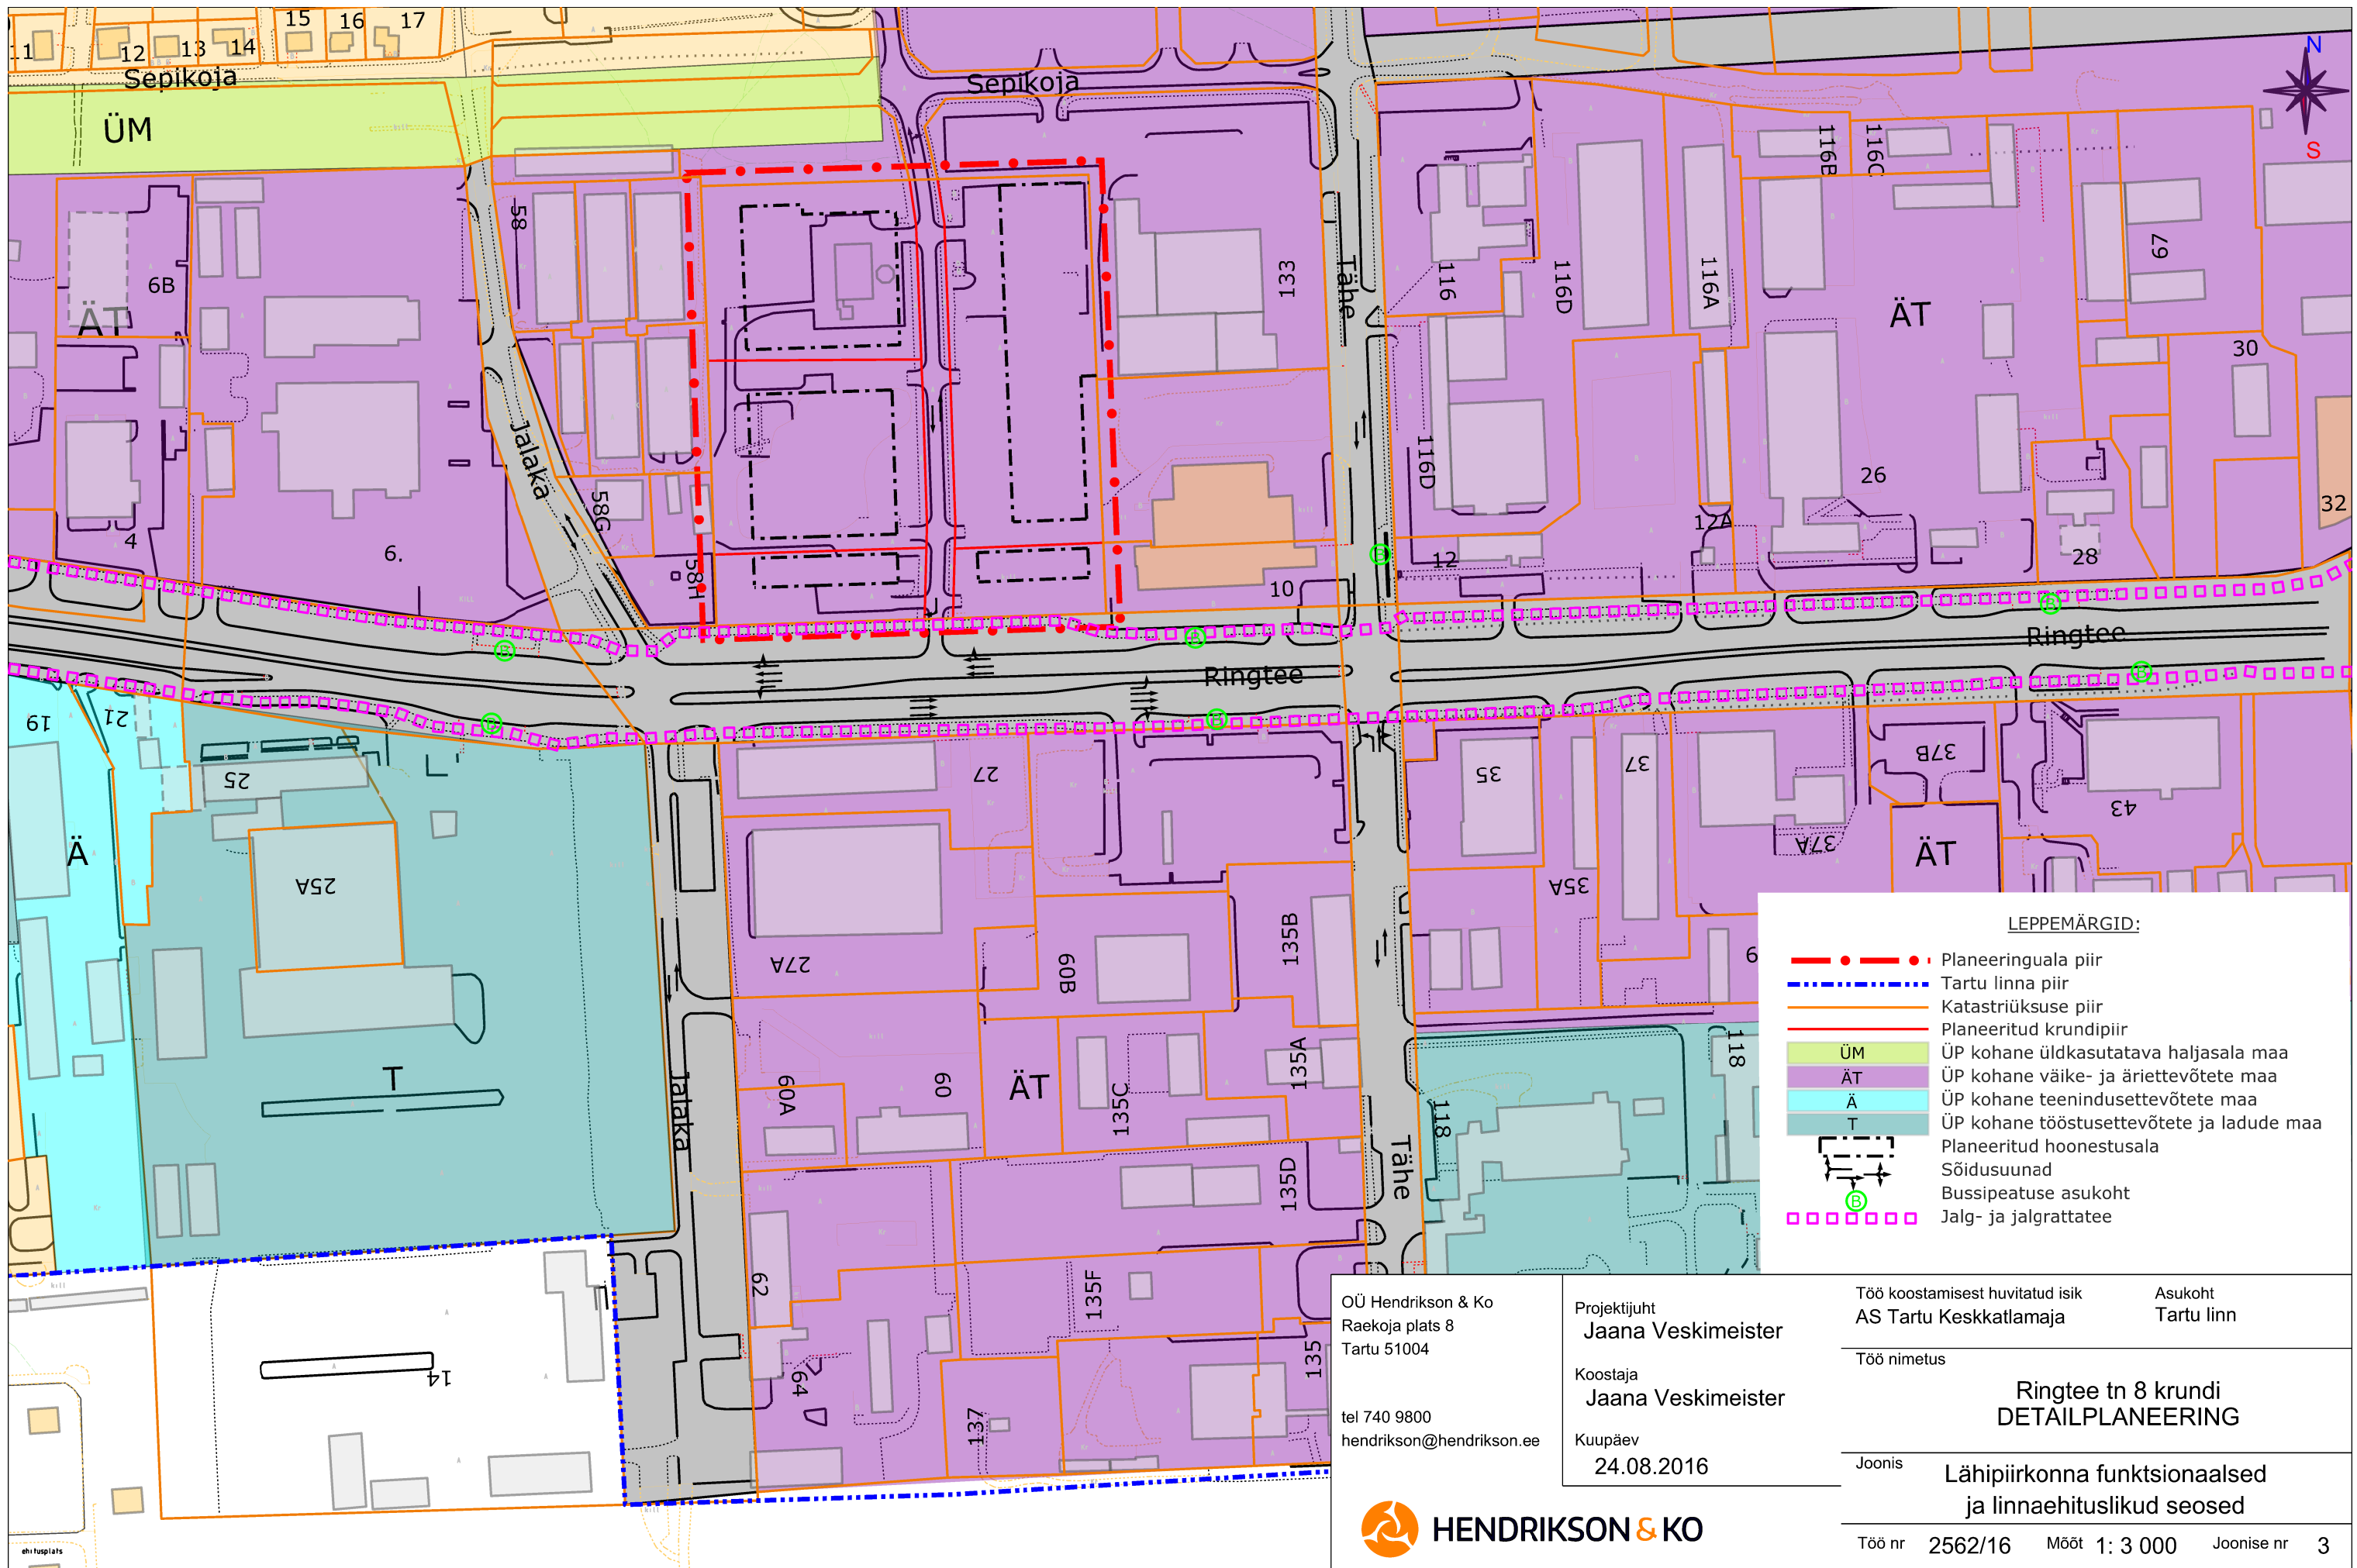 15 16 17
11 12 13 14
Sepikoja
Sepikoja
N
S
ÜM
58
116B
116C
6B
ÄT
133
Tähe
116
116D
116A
ÄT
67
30
Jalaka
58G
116D
26
32
4
6.
58H
12A
12
28
10
B
B
B
B
B
B
B
Ringtee
Ringtee
19
21
25
27
35
37
37B
43
25A
Ä
37A
ÄT
35A
27A
60B
135B
T
Jalaka
60A
60
ÄT
135C
135A
118
118
Tähe
135D
62
135F
64
135
137
14
ehitusplats
LEPPEMÄRGID:
Planeeringuala piir
Tartu linna piir
Katastriüksuse piir
Planeeritud krundipiir
ÜM ÜP kohane üldkasutatava haljasala maa
ÄT ÜP kohane väike- ja äriettevõtete maa
Ä ÜP kohane teenindusettevõtete maa
T ÜP kohane tööstusettevõtete ja ladude maa
Planeeritud hoonestusala
Sõidusuunad
B Bussipeatuse asukoht
Jalg- ja jalgrattatee
OÜ Hendrikson & Ko
Raekoja plats 8
Tartu 51004
tel 740 9800
hendrikson@hendrikson.ee
Projektijuht
Jaana Veskimeister
Koostaja
Jaana Veskimeister
Kuupäev
24.08.2016
HENDRIKSON & KO
Töö koostamisest huvitatud isik
AS Tartu Keskkatlamaja
Asukoht
Tartu linn
Töö nimetus
Ringtee tn 8 krundi
DETAILPLANEERING
Joonis
Lähipiirkonna funktsionaalsed
ja linnaehituslikud seosed
Töö nr 2562/16 Mõõt 1: 3 000 Joonise nr 3